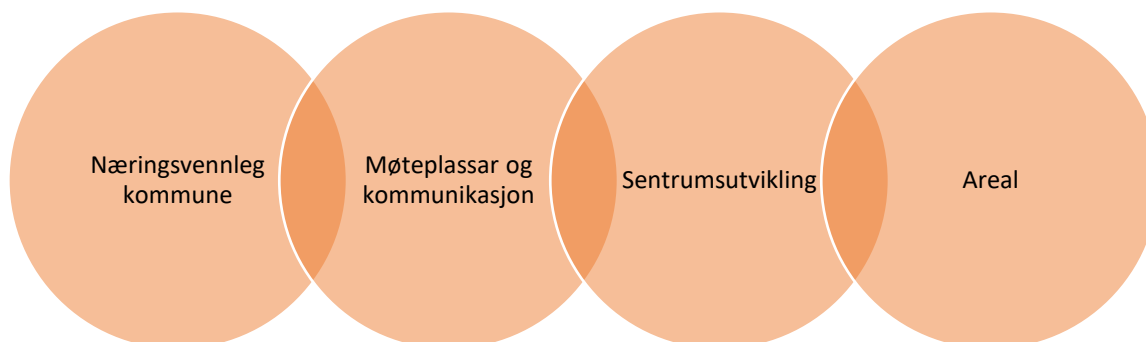 Næringsvennleg
kommune
Møteplassar og
kommunikasjon
Sentrumsutvikling
Areal